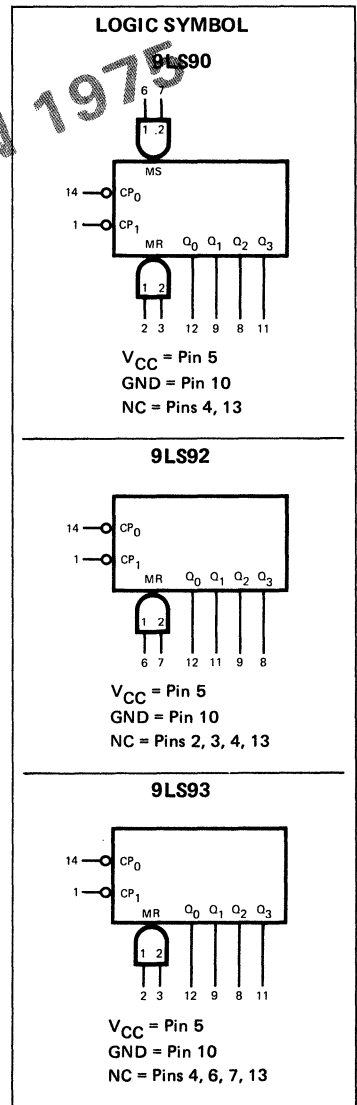 LOGIC SYMBOL
9LS90
1975
6 7
1 2
MS
14 CP0
1 CP1
MR Q0 Q1 Q2 Q3
1 2
2 3 12 9 8 11
VCC = Pin 5
GND = Pin 10
NC = Pins 4, 13
9LS92
14 CP0
1 CP1
MR Q0 Q1 Q2 Q3
1 2
6 7 12 11 9 8
VCC = Pin 5
GND = Pin 10
NC = Pins 2, 3, 4, 13
9LS93
14 CP0
1 CP1
MR Q0 Q1 Q2 Q3
1 2
2 3 12 9 8 11
VCC = Pin 5
GND = Pin 10
NC = Pins 4, 6, 7, 13